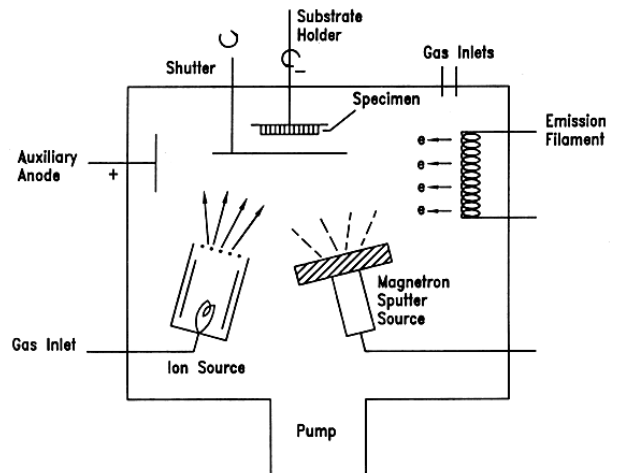 Substrate
Holder
Shutter
Gas Inlets
Specimen
Emission
Filament
Auxiliary
Anode
+
–
e
e
e
e
Magnetron
Sputter
Source
Gas Inlet
Ion Source
Pump